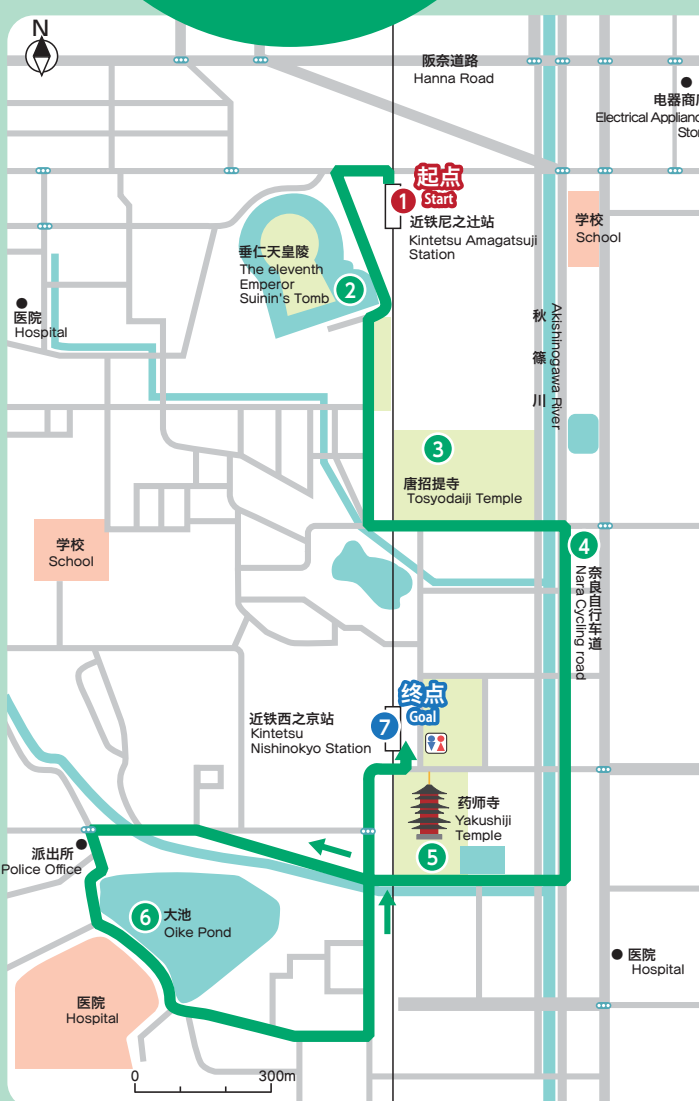 N
阪奈道路
Hanna Road
电器商
Electrical Applianc
Sto
起点
Start
1
近铁尼之辻站
Kintetsu Amagatsuji
Station
学校
School
垂仁天皇陵
The eleventh
Emperor
Suinin's Tomb
2
医院
Hospital
秋篠川
Akishinogawa River
3
唐招提寺
Tosyodaiji Temple
4
奈良自行车道
Nara Cycling road
学校
School
终点
Goal
7
近铁西之京站
Kintetsu
Nishinokyo Station
药师寺
Yakushiji
Temple
5
派出所
Police Office
6
大池
Oike Pond
医院
Hospital
医院
Hospital
0
300m